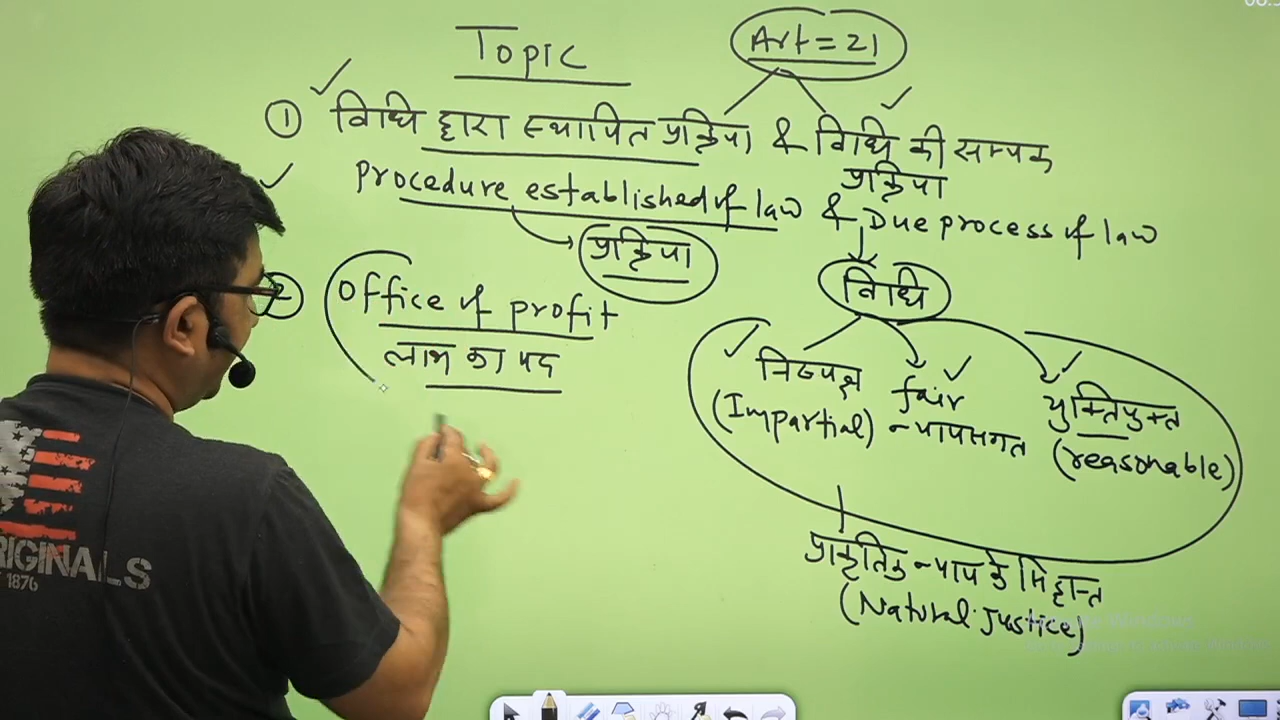 Topic
Art = 21
① विधि द्वारा स्थापित प्रक्रिया & विधि की सम्यक
प्रक्रिया
Procedure established of law & Due process of law
प्रक्रिया
विधि
2 Office of profit
लाभ का पद
निष्पक्ष
(Impartial)
fair
न्यायसंगत
युक्तियुक्त
(reasonable)
प्राकृतिक न्याय के सिद्धान्त
(Natural Justice)
RIGINALS
1876